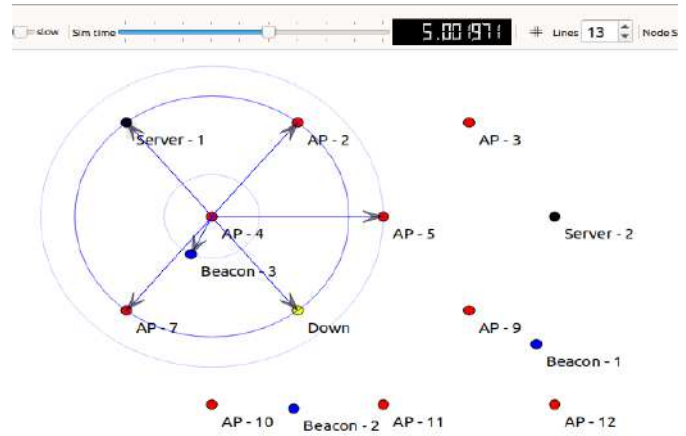 slow Sim time 5.001971 Lines 13 Node S
Server - 1
AP - 2
AP - 3
AP - 4
AP - 5
Server - 2
Beacon - 3
AP - 7
Down
AP - 9
Beacon - 1
AP - 10
Beacon - 2
AP - 11
AP - 12